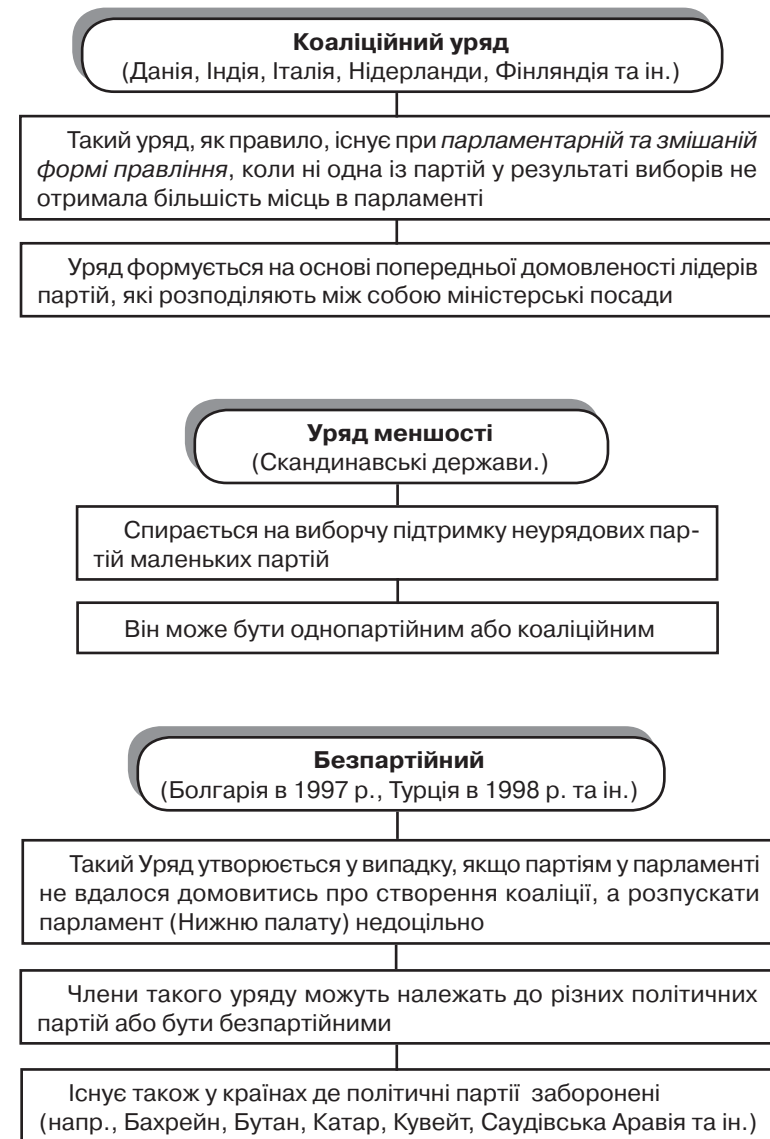 Коаліційний уряд
(Данія, Індія, Італія, Нідерланди, Фінляндія та ін.)
Такий уряд, як правило, існує при парламентарній та змішаній
формі правління, коли ні одна із партій у результаті виборів не
отримала більшість місць в парламенті
Уряд формується на основі попередньої домовленості лідерів
партій, які розподіляють між собою міністерські посади
Уряд меншості
(Скандинавські держави.)
Спирається на виборчу підтримку неурядових пар-
тій маленьких партій
Він може бути однопартійним або коаліційним
Безпартійний
(Болгарія в 1997 р., Турція в 1998 р. та ін.)
Такий Уряд утворюється у випадку, якщо партіям у парламенті
не вдалося домовитись про створення коаліції, а розпускати
парламент (Нижню палату) недоцільно
Члени такого уряду можуть належать до різних політичних
партій або бути безпартійними
Існує також у країнах де політичні партії заборонені
(напр., Бахрейн, Бутан, Катар, Кувейт, Саудівська Аравія та ін.)